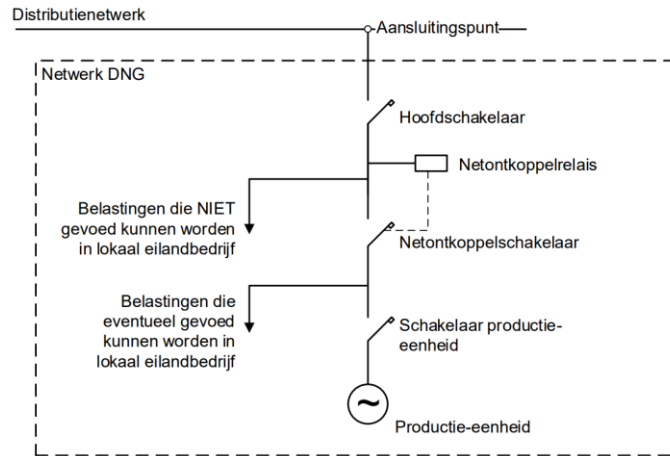 Distributienetwerk
Aansluitingspunt
Netwerk DNG
Hoofdschakelaar
Netontkoppelrelais
Belastingen die NIET
gevoed kunnen worden
in lokaal eilandbedrijf
Netontkoppelschakelaar
Belastingen die
eventueel gevoed
kunnen worden in
lokaal eilandbedrijf
Schakelaar productie-
eenheid
~
Productie-eenheid